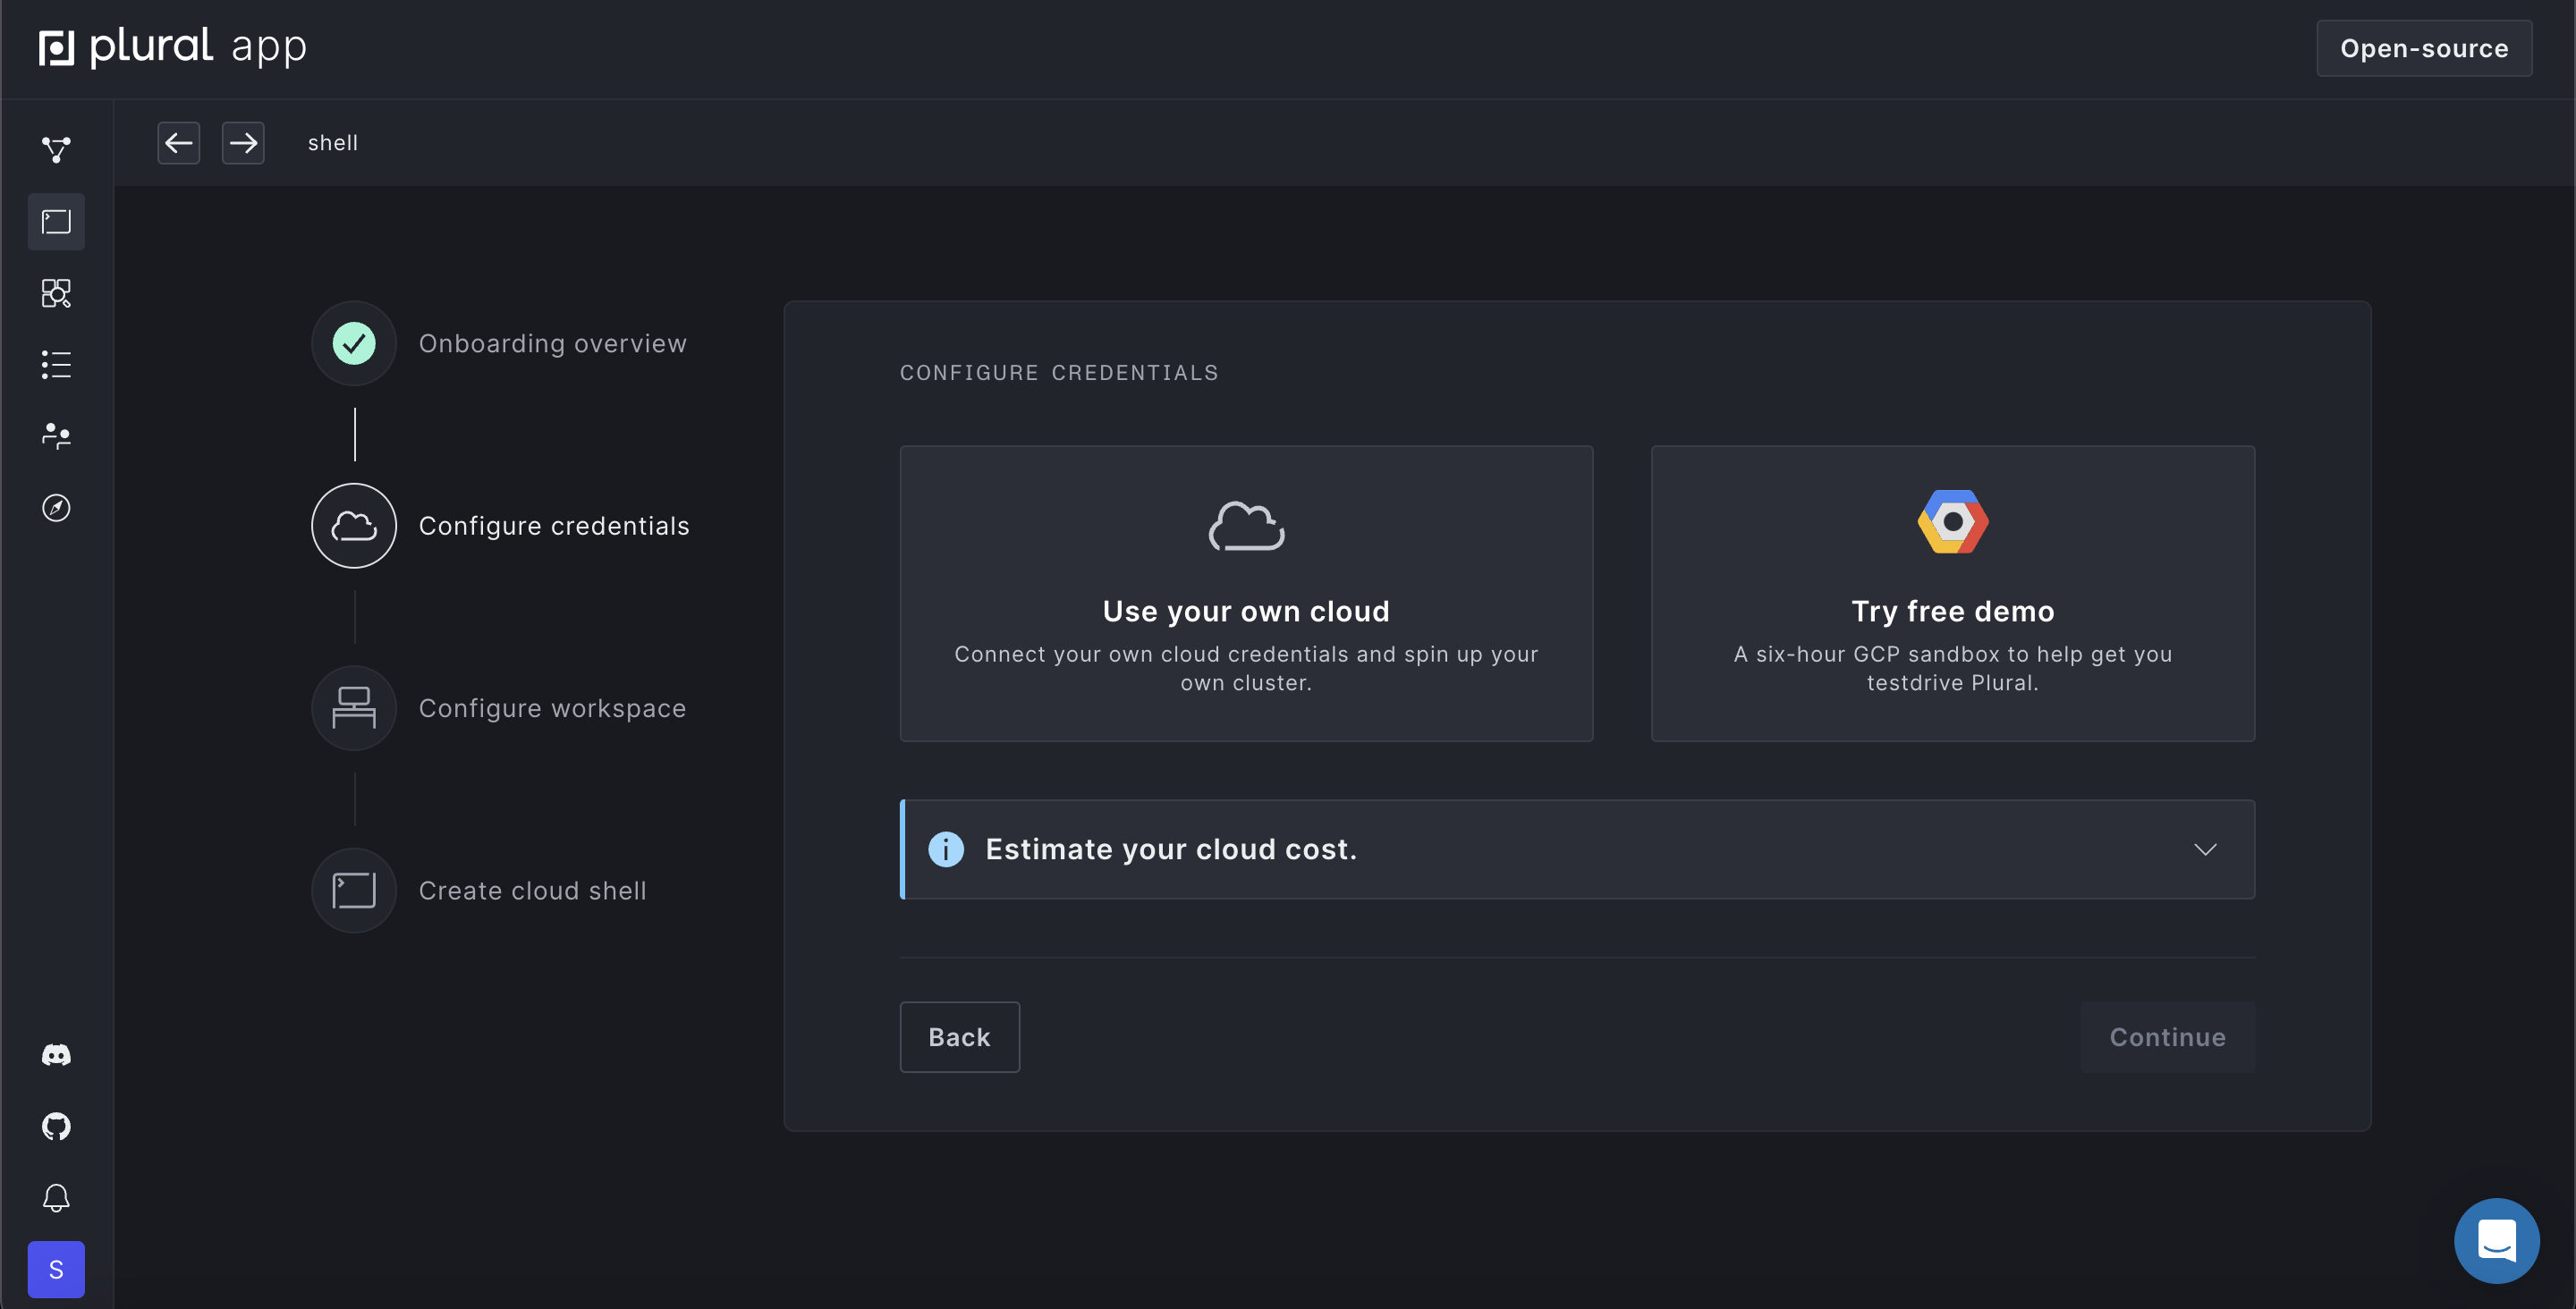 plural app
Open-source
shell
Onboarding overview
Configure credentials
Configure workspace
Create cloud shell
CONFIGURE CREDENTIALS
Use your own cloud
Connect your own cloud credentials and spin up your
own cluster.
Try free demo
A six-hour GCP sandbox to help get you
testdrive Plural.
Estimate your cloud cost.
Back
Continue
S